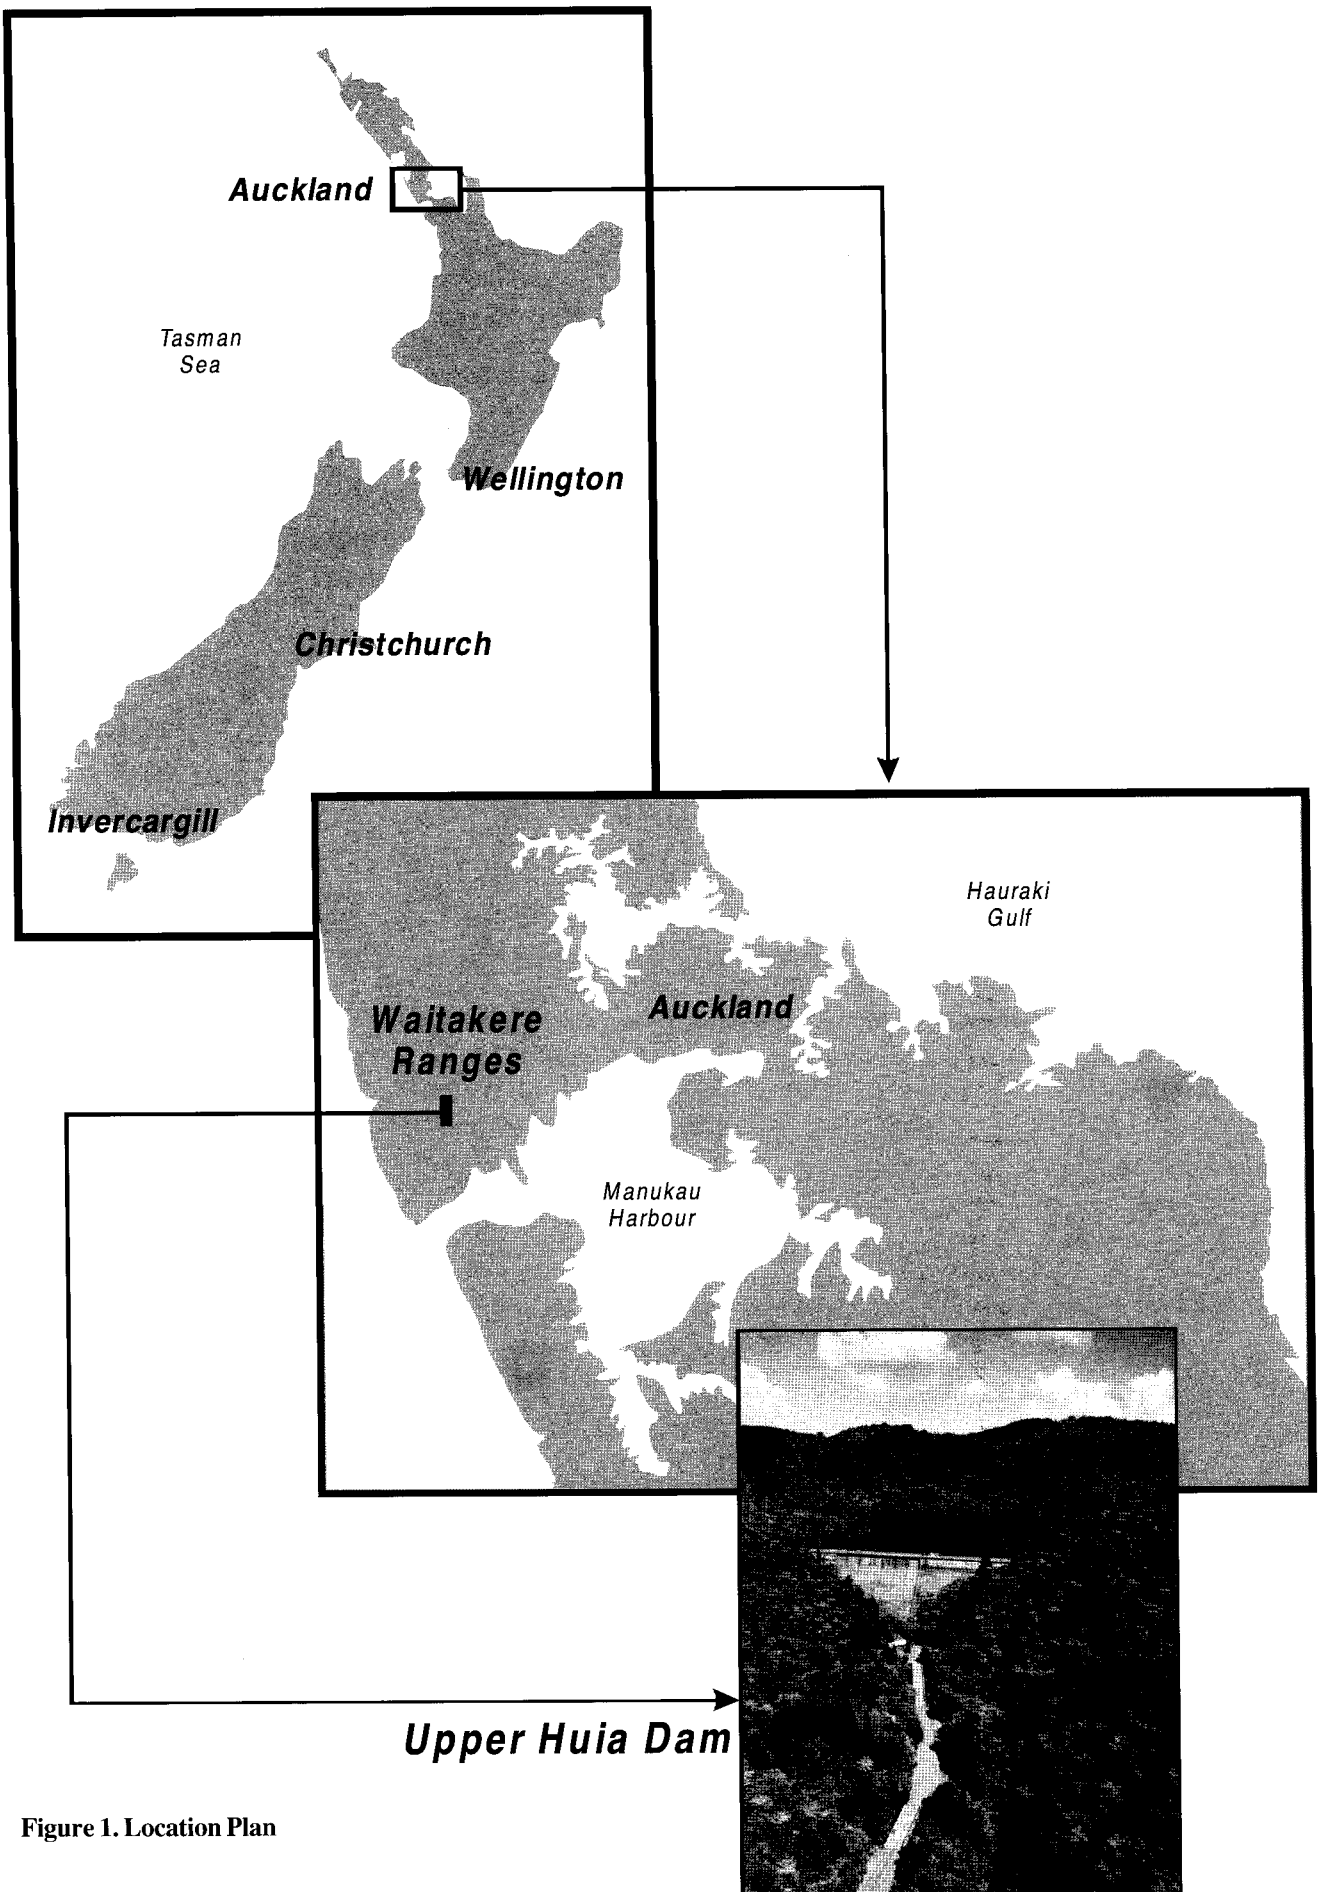 Auckland
Tasman
Sea
Wellington
Christchurch
Invercargill
Hauraki
Gulf
Auckland
Waitakere
Ranges
Manukau
Harbour
Upper Huia Dam
Figure 1. Location Plan